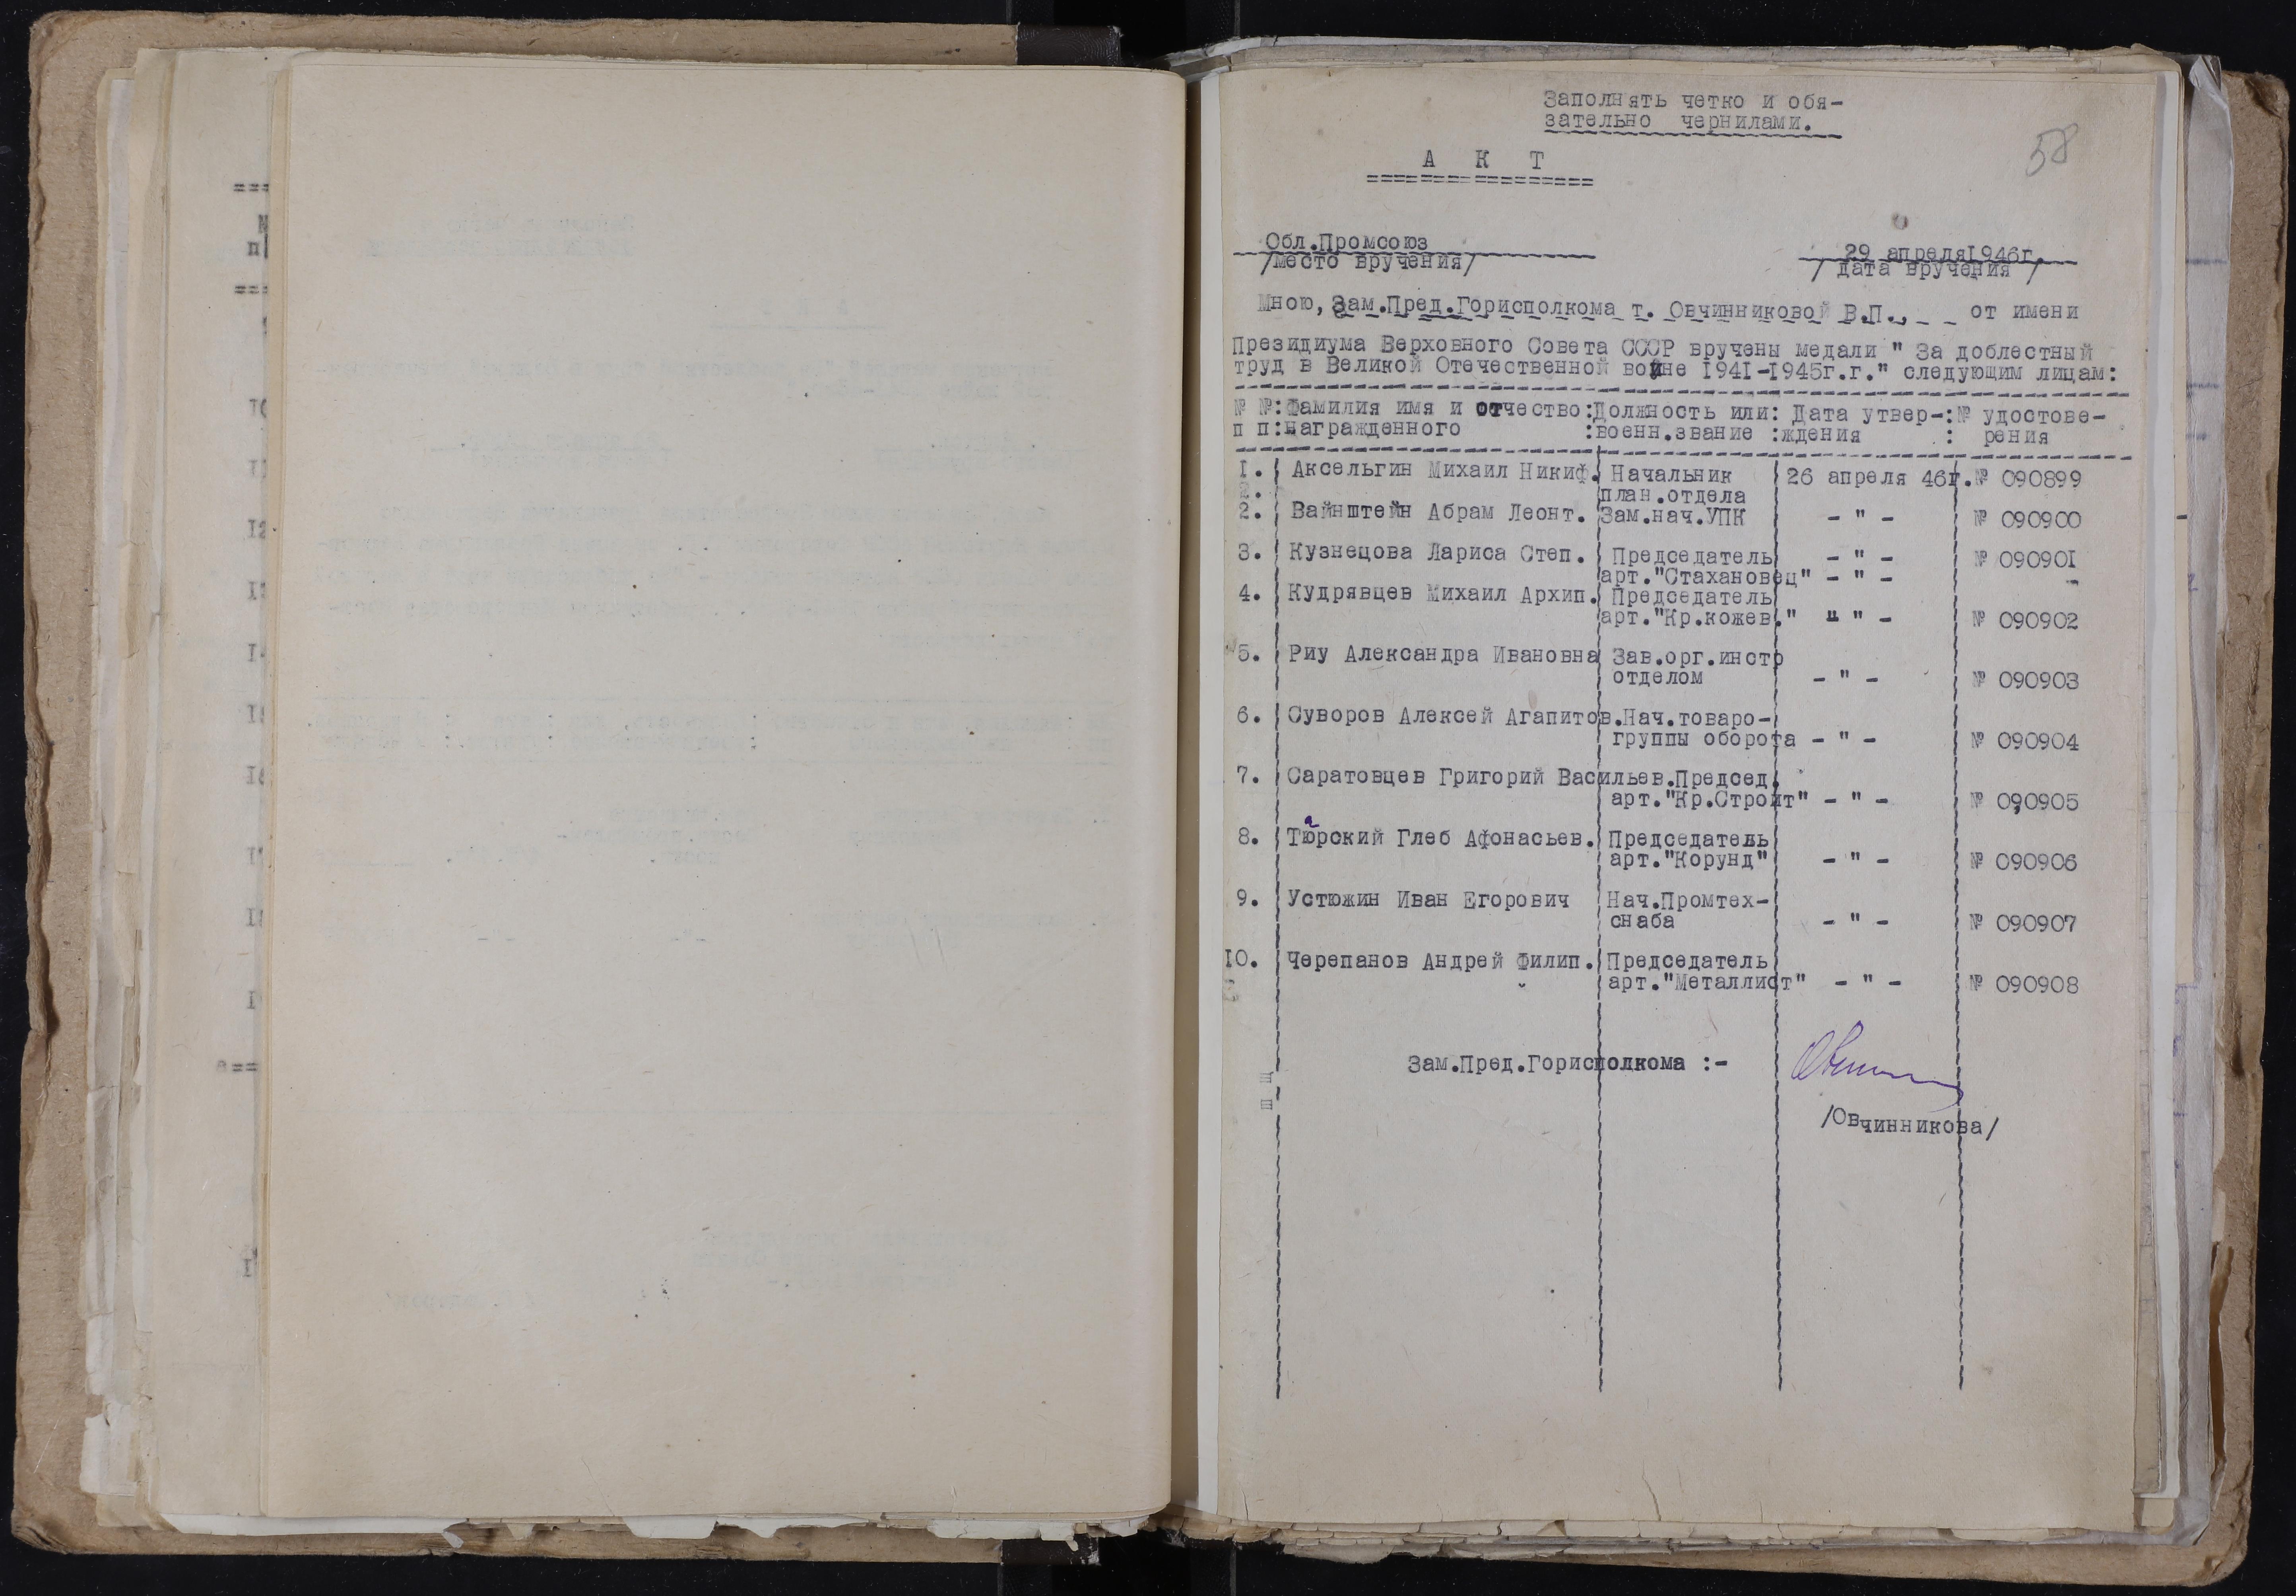 58
Заполнять четко и обя-
зательно чернилами.
А К Т
=================
Обл.Промсоюз
/место вручения/
29 апреля1946г.
/ дата вручения /
Мною, Зам.Пред.Горисполкома т. Овчинниковой В.П. от имени
Президиума Верховного Совета СССР вручены медали " За доблестный
труд в Великой Отечественной войне 1941-1945г.г." следующим лицам:
№ №:Фамилия имя и отчество:Должность или: Дата утвер-:№ удостове-
п п:награжденного :военн.звание :ждения : рения
1. Аксельгин Михаил Никиф. Начальник 26 апреля 46г. № 090899
2. план.отдела
2. Вайнштейн Абрам Леонт. Зам.нач.УПК - " - № 090900
3. Кузнецова Лариса Степ. Председатель - " - № 090901
арт."Стахановец" - " -
4. Кудрявцев Михаил Архип. Председатель
арт."Кр.кожев." - " - № 090902
5. Риу Александра Ивановна Зав.орг.инстр
отделом - " - № 090903
6. Суворов Алексей Агапитов.Нач.товаро-
группы оборота - " - № 090904
7. Саратовцев Григорий Васильев.Председ.
арт."Кр.Строит" - " - № 090905
8. Тюрский Глеб Афонасьев. Председатель
арт."Корунд" - " - № 090906
9. Устюжин Иван Егорович Нач.Промтех-
снаба - " - № 090907
10. Черепанов Андрей Филип. Председатель
арт."Металлист" - " - № 090908
Зам.Пред.Горисполкома :-
/Овчинникова/